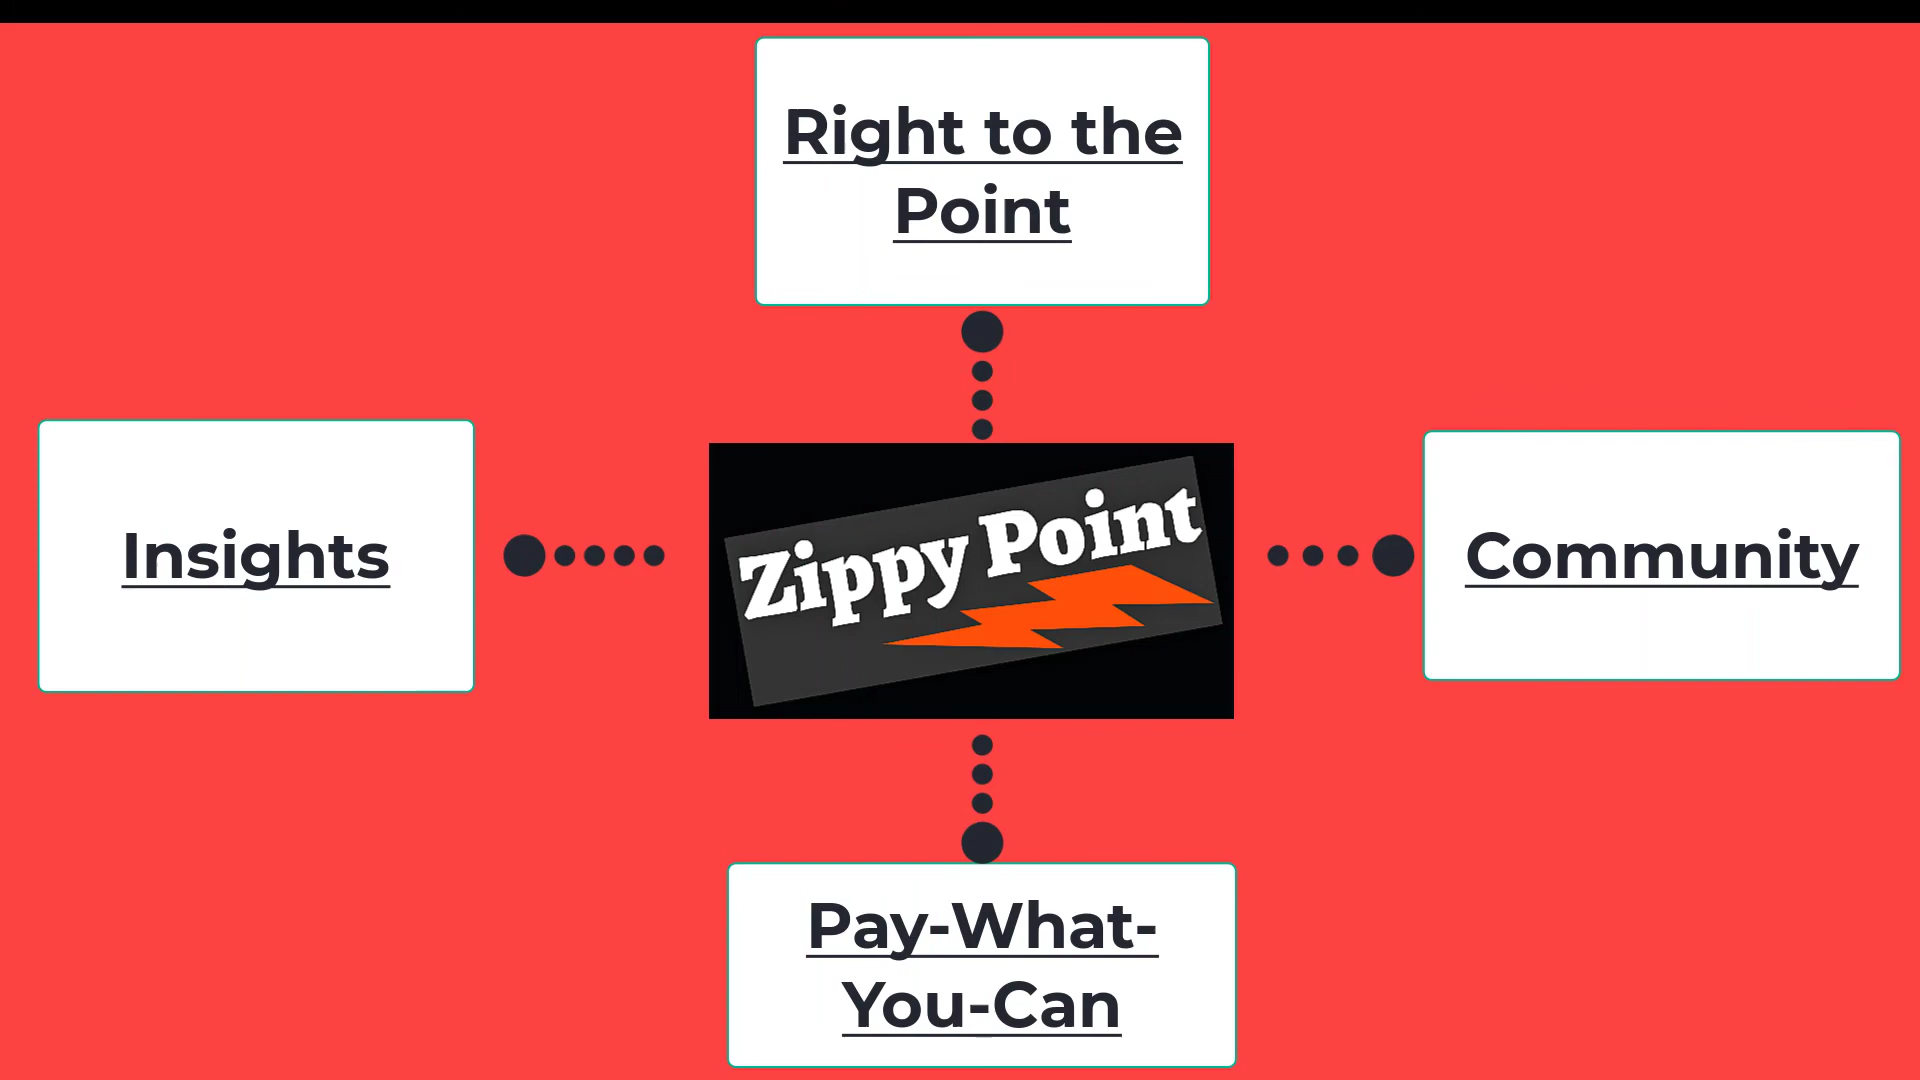 Right to the
Point
Insights
Zippy Point
Community
Pay-What-
You-Can